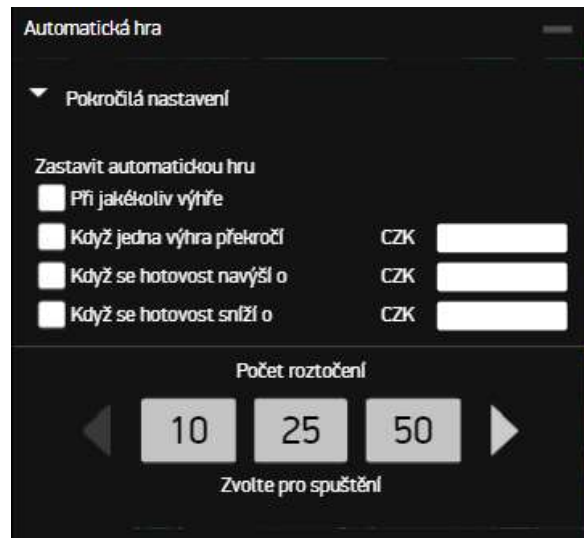 Automatická hra
Pokročilá nastavení
Zastavit automatickou hru
Při jakékoliv výhře
Když jedna výhra překročí CZK
Když se hotovost navýší o CZK
Když se hotovost sníží o CZK
Počet roztočení
10 25 50
Zvolte pro spuštění